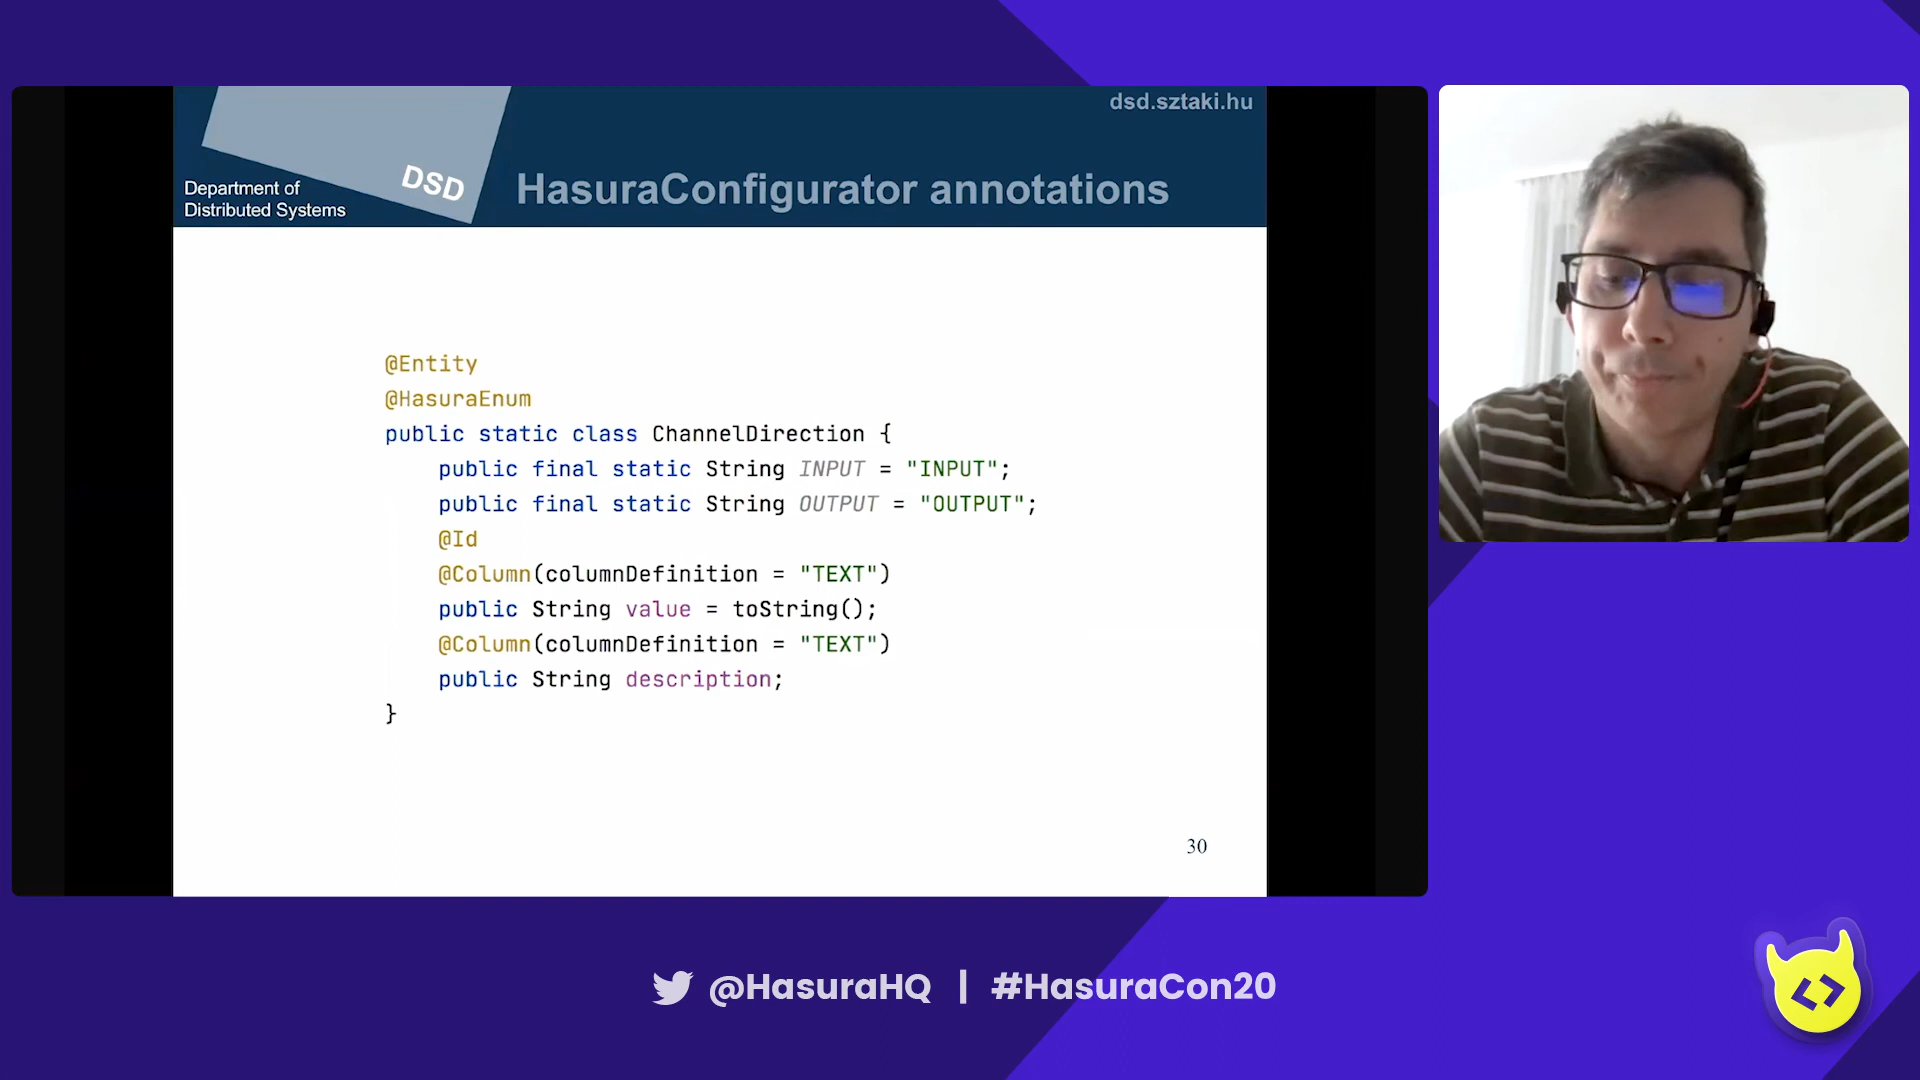 dsd.sztaki.hu
DSD
Department of
Distributed Systems
HasuraConfigurator annotations
@Entity
@HasuraEnum
public static class ChannelDirection {
public final static String INPUT = "INPUT";
public final static String OUTPUT = "OUTPUT";
@Id
@Column(columnDefinition = "TEXT")
public String value = toString();
@Column(columnDefinition = "TEXT")
public String description;
}
30
@HasuraHQ | #HasuraCon20